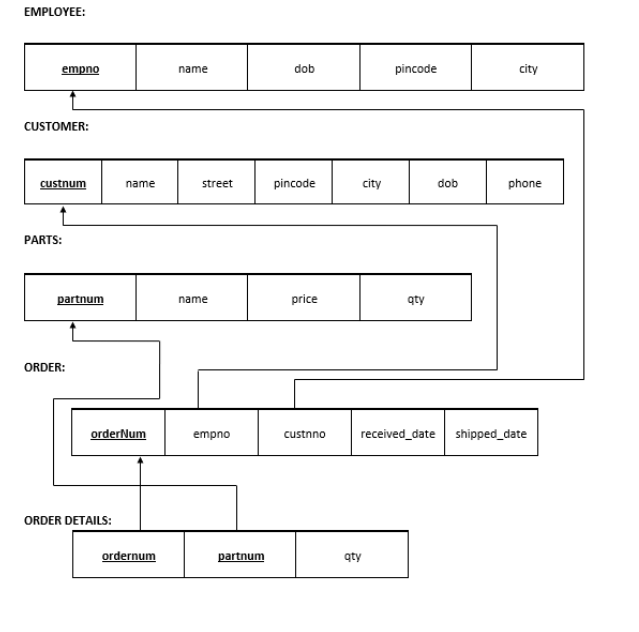 EMPLOYEE:
empno name dob pincode city
CUSTOMER:
custnum name street pincode city dob phone
PARTS:
partnum name price qty
ORDER:
orderNum empno custnno received_date shipped_date
ORDER DETAILS:
ordernum partnum qty